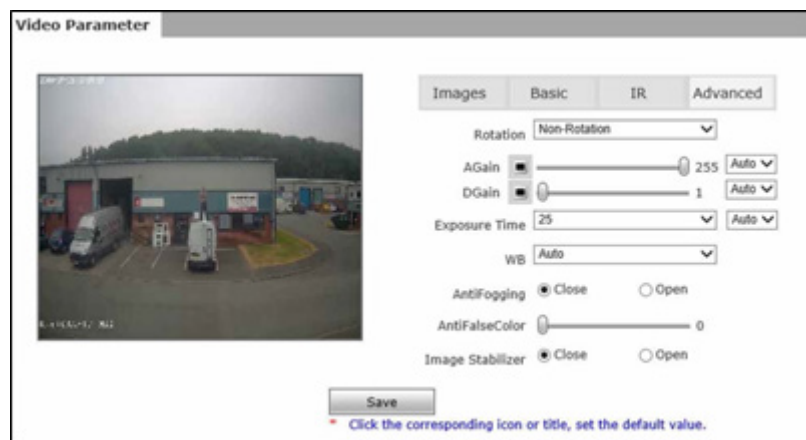 Video Parameter
Images Basic IR Advanced
Rotation Non-Rotation
AGain 255 Auto
DGain 1 Auto
Exposure Time 25 Auto
WB Auto
AntiFogging Close Open
AntiFalseColor 0
Image Stabilizer Close Open
Save
* Click the corresponding icon or title, set the default value.